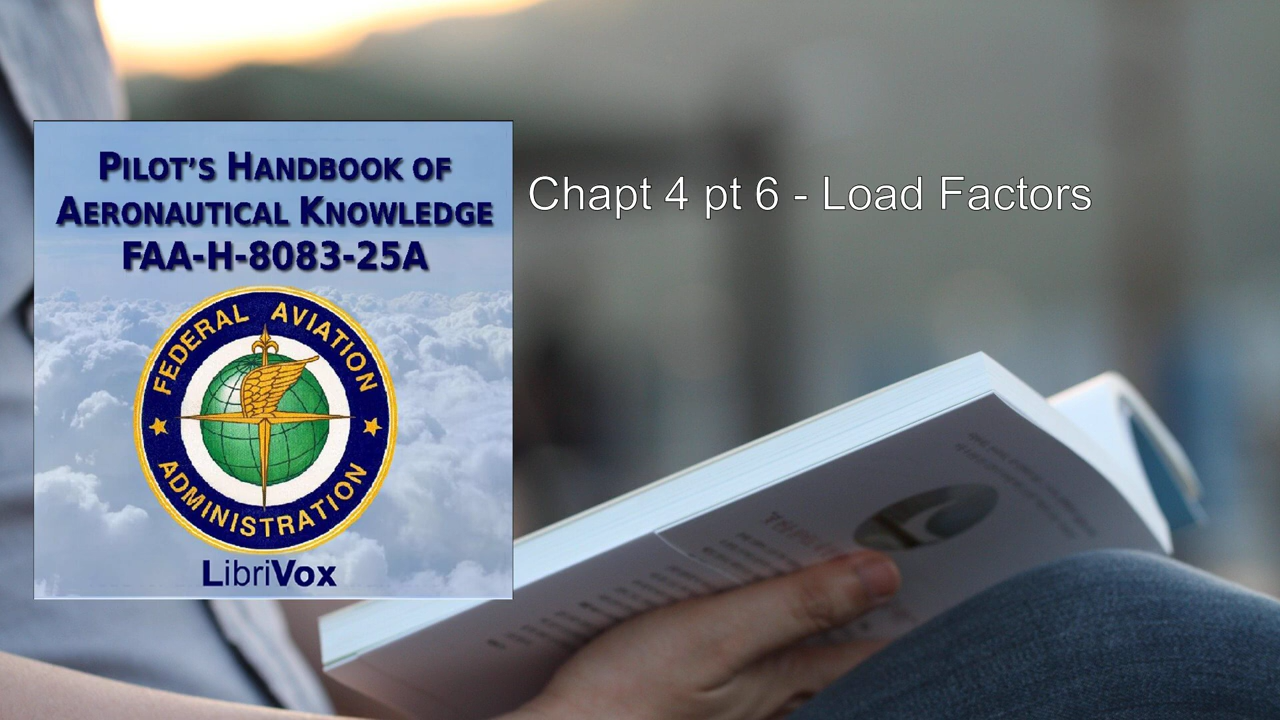 PILOT'S HANDBOOK OF
AERONAUTICAL KNOWLEDGE
FAA-H-8083-25A
FEDERAL AVIATION
ADMINISTRATION
LibriVox
Chapt 4 pt 6 - Load Factors